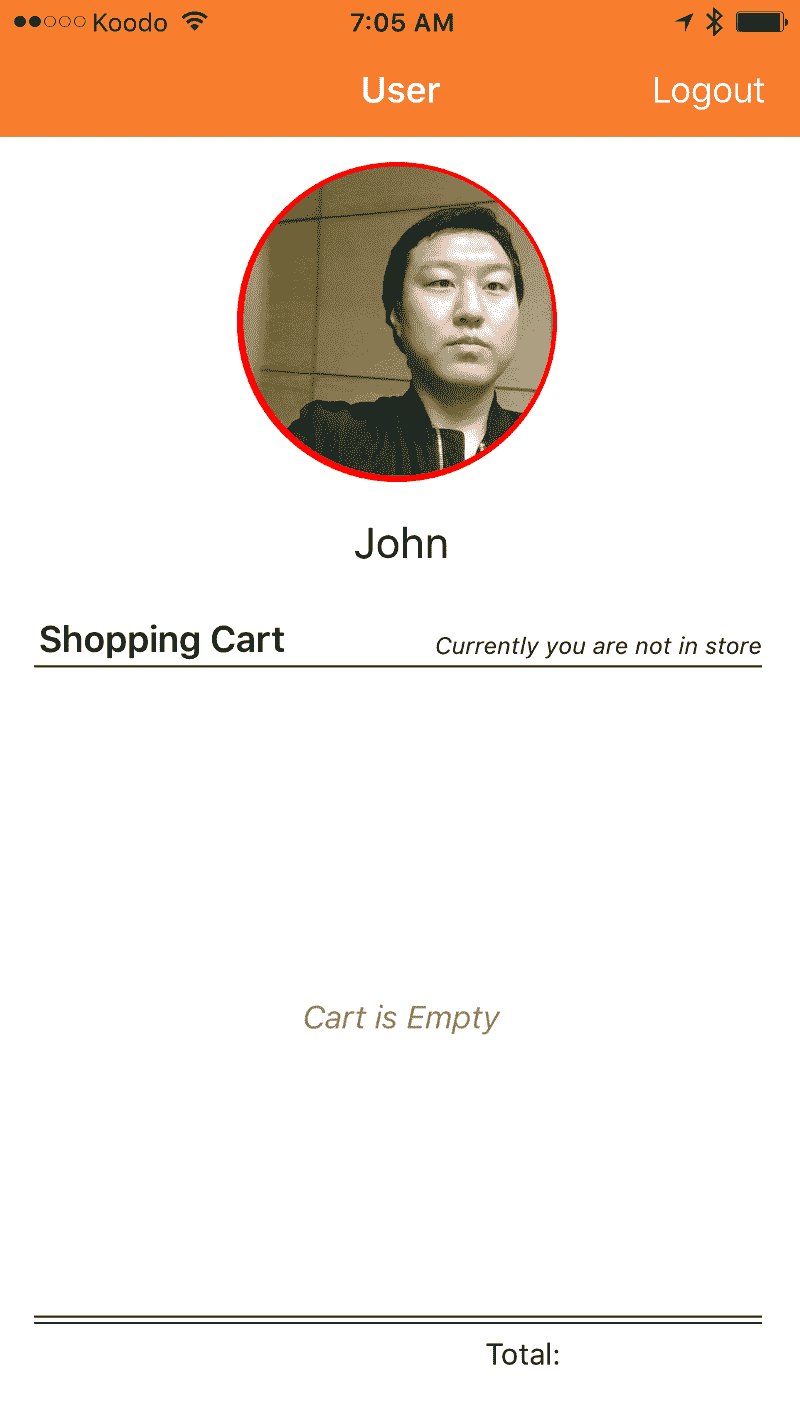 Koodo 7:05 AM
User Logout
John
Shopping Cart Currently you are not in store
Cart is Empty
Total: